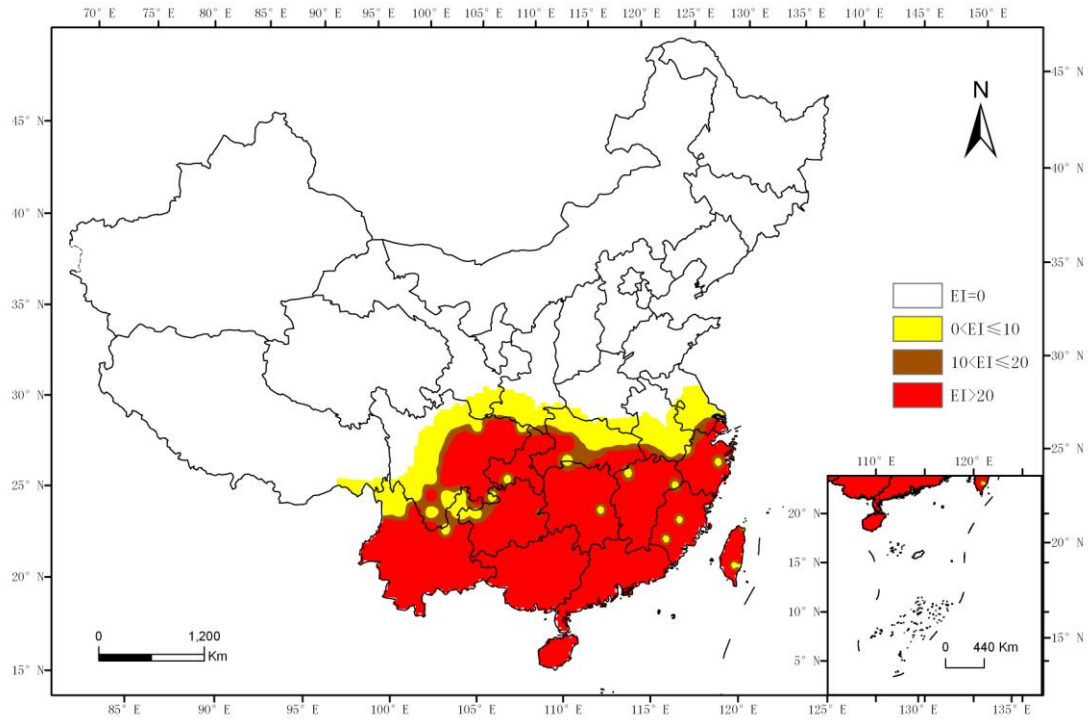 70° E 75° E 80° E 85° E 90° E 95° E 100° E 105° E 110° E 115° E 120° E 125° E 130° E 135° E 140° E 145° E 150° E
45° N
40° N
35° N
30° N
25° N
20° N
15° N
45° N
40° N
35° N
30° N
25° N
20° N
15° N
N
EI=0
0<EI≤10
10<EI≤20
EI>20
0 1,200
Km
110° E 120° E
20° N
15° N
10° N
5° N
0 440 Km
85° E 90° E 95° E 100° E 105° E 110° E 115° E 120° E 125° E 130° E 135° E